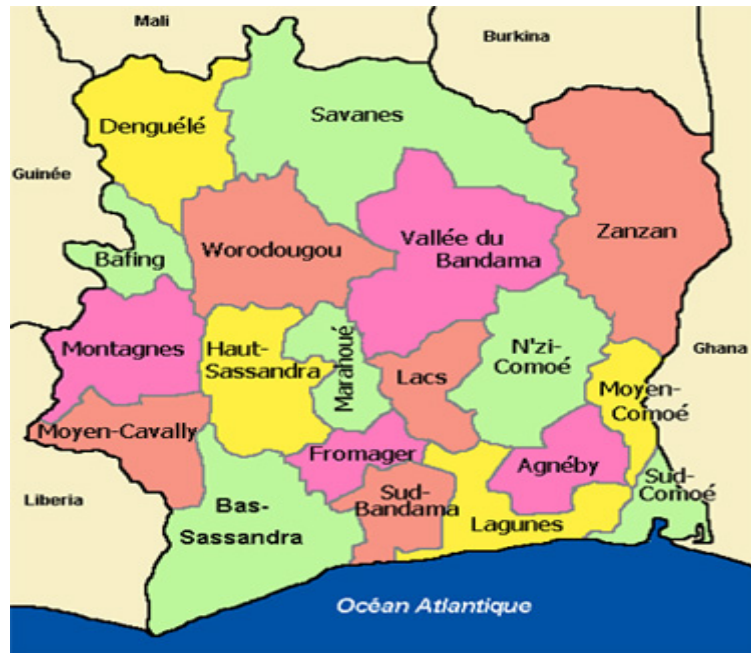 Mali
Burkina
Denguélé
Savanes
Guinée
Zanzan
Worodougou
Vallée du
Bandama
Bafing
Montagnes
Haut-
Sassandra
Marahoué
Lacs
N'zi-
Comoé
Ghana
Moyen-
Comoé
Moyen-Cavally
Fromager
Agnéby
Sud-
Comoé
Liberia
Bas-
Sassandra
Sud-
Bandama
Lagunes
Océan Atlantique